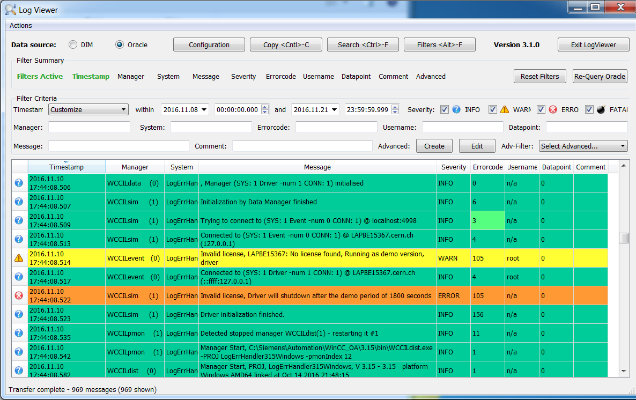 Log Viewer
Actions
Data source: DIM Oracle Configuration Copy <Cntl>-C Search <Ctrl>-F Filters <Alt>-F Version 3.1.0 Exit LogViewer
Filter Summary
Filters Active Timestamp Manager System Message Severity Errorcode Username Datapoint Comment Advanced Reset Filters Re-Query Oracle
Filter Criteria
Timestamp Customize within 2016.11.08 00:00:00.000 and 2016.11.21 23:59:59.999 Severity: INFO WARN ERRO FATAL
Manager: System: Errorcode: Username: Datapoint:
Message: Comment: Advanced: Create Edit Adv-Filter: Select Advanced...
Timestamp Manager System Message Severity Errorcode Username Datapoint Comment
2016.11.10
17:44:08.506 WCCILdata (0) LogErrHan , Manager (SYS: 1 Driver -num 1 CONN: 1) initialised INFO 0 n/a 0
2016.11.10
17:44:08.507 WCCILsim (1) LogErrHan Initialization by Data Manager finished INFO 6 n/a 0
2016.11.10
17:44:08.509 WCCILsim (1) LogErrHan Trying to connect to (SYS: 1 Event -num 0 CONN: 1) @ localhost:4998 INFO 3 n/a 0
2016.11.10
17:44:08.513 WCCILsim (1) LogErrHan Connected to (SYS: 1 Event -num 0 CONN: 1) @ LAPBE15367.cern.ch
(127.0.0.1) INFO 4 n/a 0
2016.11.10
17:44:08.514 WCCILevent (0) LogErrHan Invalid license, LAPBE15367: No license found, Running as demo version,
driver WARN 105 root 0
2016.11.10
17:44:08.517 WCCILevent (0) LogErrHan Connected to (SYS: 1 Driver -num 1 CONN: 1) @ LAPBE15367.cern.ch
(::ffff:127.0.0.1) INFO 4 root 0
2016.11.10
17:44:08.522 WCCILsim (1) LogErrHan Invalid license, Driver will shutdown after the demo period of 1800 seconds ERROR 105 n/a 0
2016.11.10
17:44:08.523 WCCILsim (1) LogErrHan Driver initialization finished. INFO 156 n/a 0
2016.11.10
17:44:08.535 WCCILpmon (1) LogErrHan Detected stopped manager WCCILdist(1) - restarting it #1 INFO 11 n/a 0
2016.11.10
17:44:08.542 WCCILpmon (1) LogErrHan Manager Start, C:\Siemens\Automation\WinCC_OA\3.15\bin\WCCILdist.exe
-PROJ LogErrHandler315Windows -pmonIndex 12 INFO 1 n/a 0
2016.11.10
17:44:08.582 WCCILdist (1) LogErrHan Manager Start, PROJ, LogErrHandler315Windows, V 3.15 - 3.15 platform
Windows AMD64 linked at Oct 14 2016 21:48:15 INFO 1 n/a 0
Transfer complete - 969 messages (969 shown)